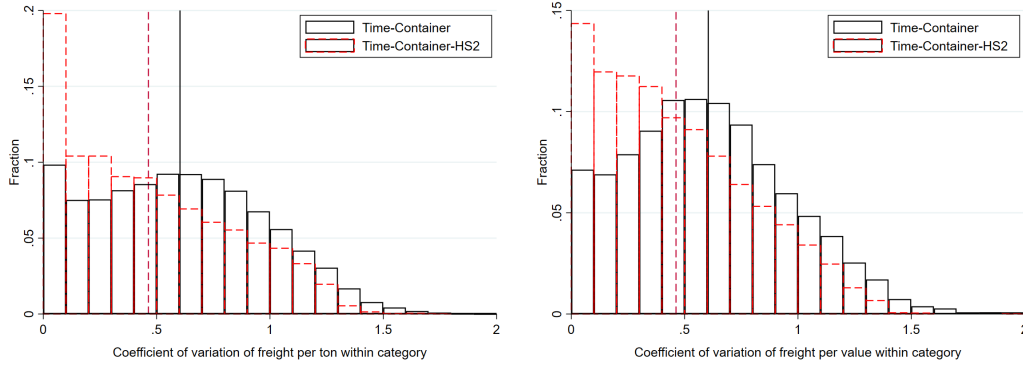 .2
.15
.1
.05
0
Fraction
0
.5
1
1.5
2
Coefficient of variation of freight per ton within category
Time-Container
Time-Container-HS2
.15
.1
.05
0
Fraction
0
.5
1
1.5
2
Coefficient of variation of freight per value within category
Time-Container
Time-Container-HS2